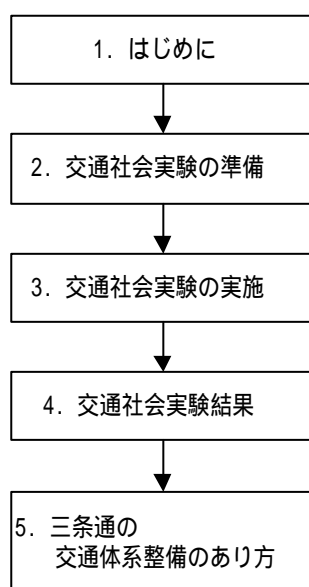 1. はじめに
2. 交通社会実験の準備
3. 交通社会実験の実施
4. 交通社会実験結果
5. 三条通の
交通体系整備のあり方